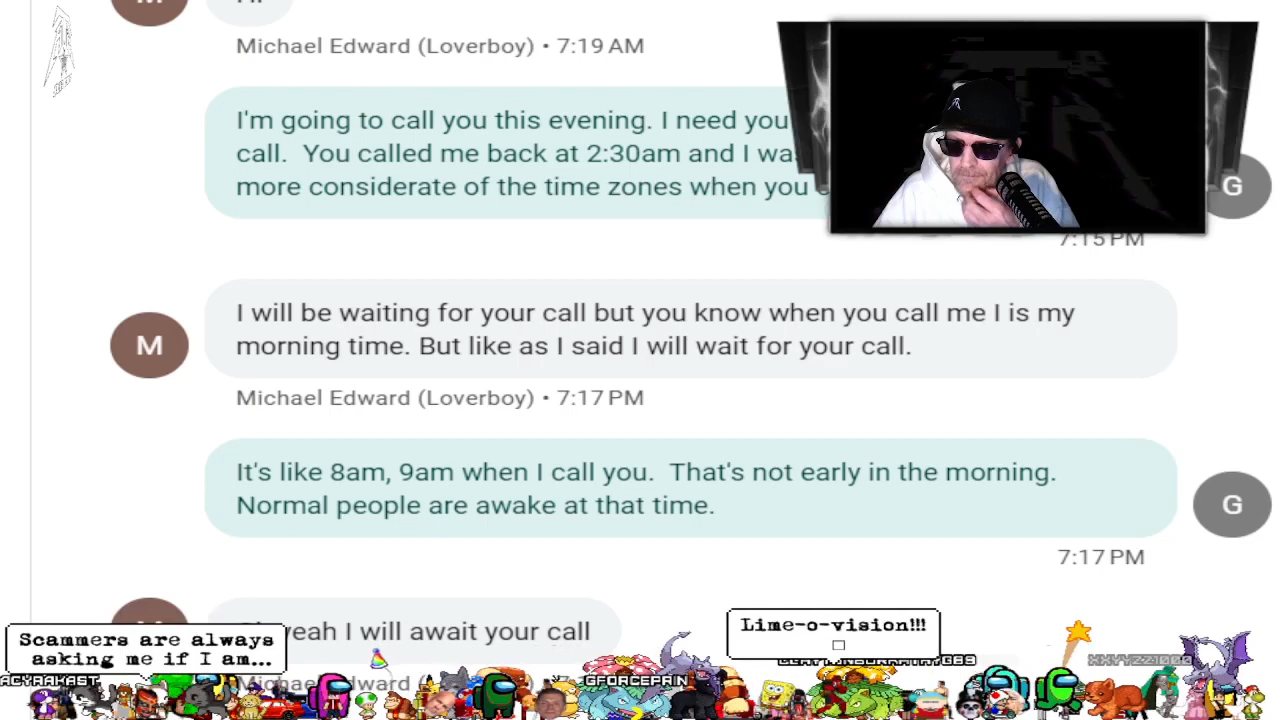 Michael Edward (Loverboy) • 7:19 AM
I'm going to call you this evening. I need you
call. You called me back at 2:30am and I was
more considerate of the time zones when you
G
7:15 PM
I will be waiting for your call but you know when you call me I is my
morning time. But like as I said I will wait for your call.
M
Michael Edward (Loverboy) • 7:17 PM
It's like 8am, 9am when I call you. That's not early in the morning.
Normal people are awake at that time.
G
7:17 PM
yeah I will await your call
Scammers are always
asking me if I am...
Lime-o-vision!!!
GFORCEPRIN
XXYYZZ1000